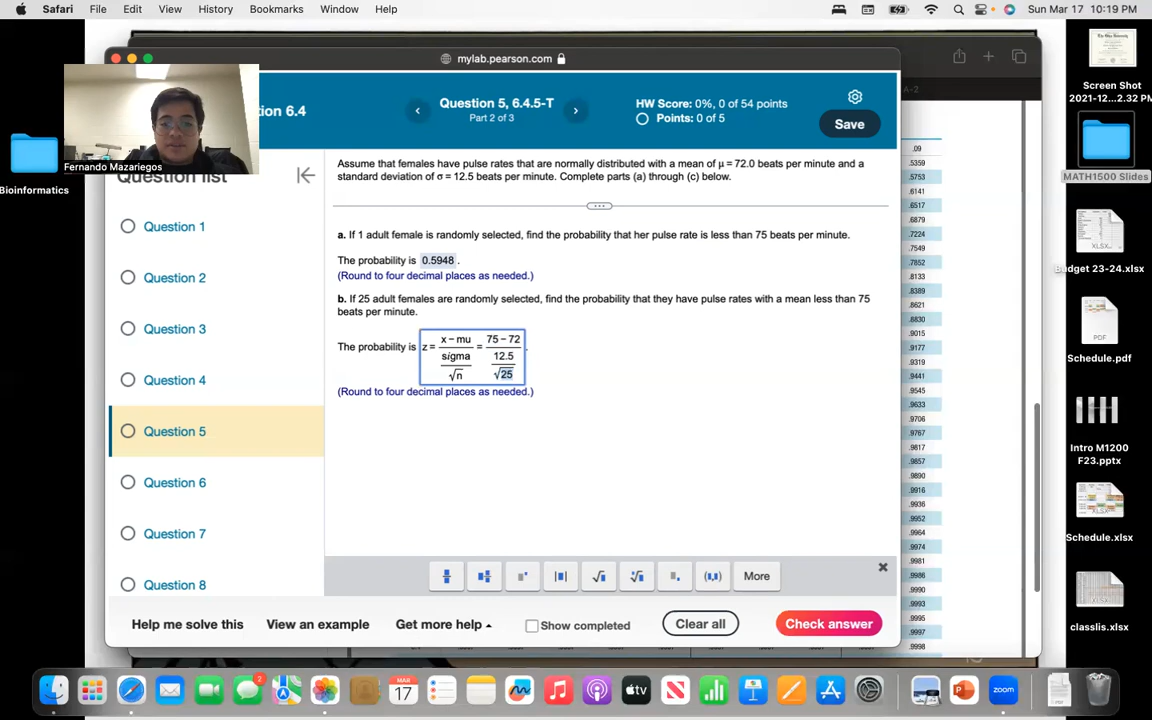 Safari File Edit View History Bookmarks Window Help
Sun Mar 17 10:19 PM
mylab.pearson.com
ion 6.4
Question 5, 6.4.5-T
Part 2 of 3
HW Score: 0%, 0 of 54 points
Points: 0 of 5
Save
Fernando Mazariegos
Question list
Question 1
Question 2
Question 3
Question 4
Question 5
Question 6
Question 7
Question 8
Assume that females have pulse rates that are normally distributed with a mean of μ = 72.0 beats per minute and a
standard deviation of σ = 12.5 beats per minute. Complete parts (a) through (c) below.
a. If 1 adult female is randomly selected, find the probability that her pulse rate is less than 75 beats per minute.
The probability is 0.5948 .
(Round to four decimal places as needed.)
b. If 25 adult females are randomly selected, find the probability that they have pulse rates with a mean less than 75
beats per minute.
x − mu 75 − 72
The probability is z = =
sigma 12.5
√n √25
(Round to four decimal places as needed.)
More
Help me solve this View an example Get more help Show completed Clear all Check answer
A-2
.09
.5359
.5753
.6141
.6517
.6879
.7224
.7549
.7852
.8133
.8389
.8621
.8830
.9015
.9177
.9319
.9441
.9545
.9633
.9706
.9767
.9817
.9857
.9890
.9916
.9936
.9952
.9964
.9974
.9981
.9986
.9990
.9993
.9995
.9997
.9998
Bioinformatics
Screen Shot
2021-12...2.32 PM
MATH1500 Slides
Budget 23-24.xlsx
Schedule.pdf
Intro M1200
F23.pptx
Schedule.xlsx
classlis.xlsx
MAR
17
2
tv
zoom